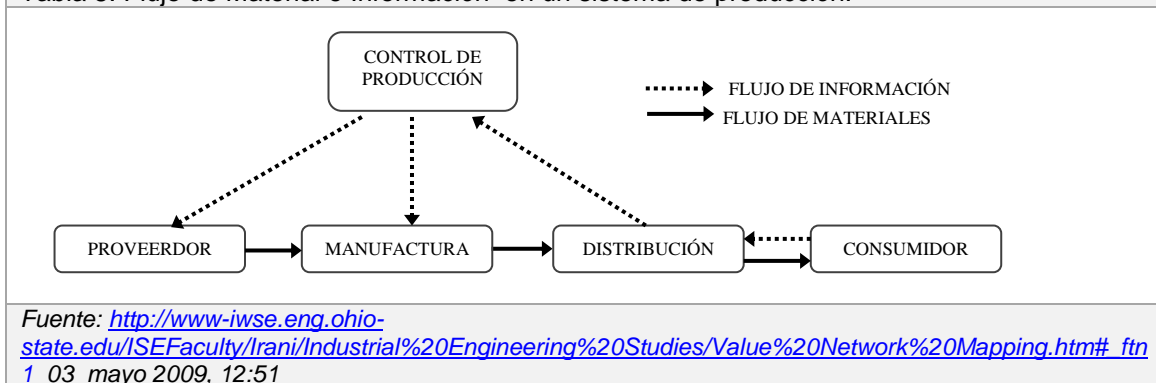 Tabla 3. Flujo de material e información en un sistema de producción.
CONTROL DE
PRODUCCIÓN
FLUJO DE INFORMACIÓN
FLUJO DE MATERIALES
PROVEERDOR
MANUFACTURA
DISTRIBUCIÓN
CONSUMIDOR
Fuente: http://www-iwse.eng.ohio-
state.edu/ISEFaculty/Irani/Industrial%20Engineering%20Studies/Value%20Network%20Mapping.htm#_ftn
1 03 mayo 2009, 12:51